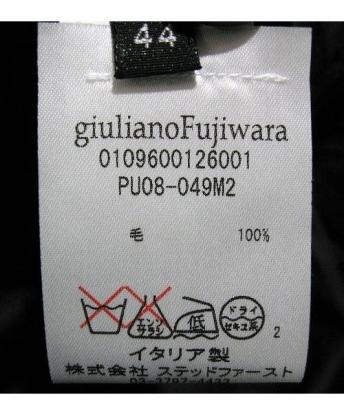 44
giulianoFujiwara
0109600126001
PU08-049M2
毛 100%
エンソ サラシ 低 ドライ セキユ系 2
イタリア製
株式会社 ステッドファースト